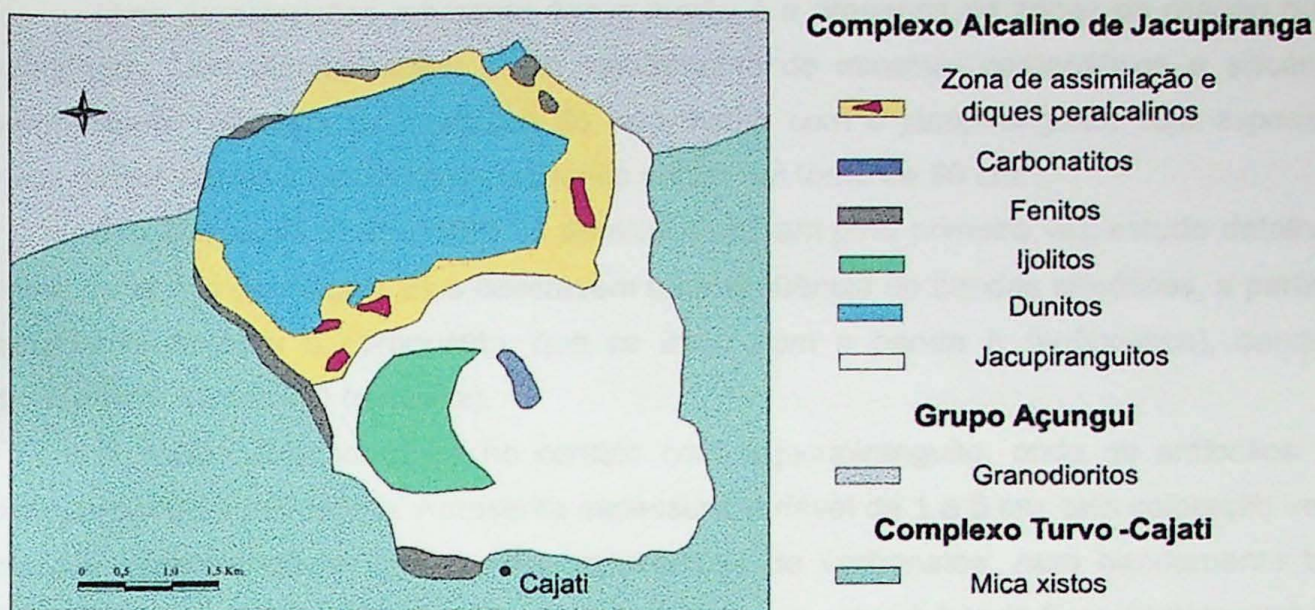 Complexo Alcalino de Jacupiranga
Zona de assimilação e
diques peralcalinos
Carbonatitos
Fenitos
Ijolitos
Dunitos
Jacupiranguitos
Grupo Açungui
Granodioritos
Complexo Turvo -Cajati
Mica xistos
0 0,5 1,0 1,5 Km
Cajati